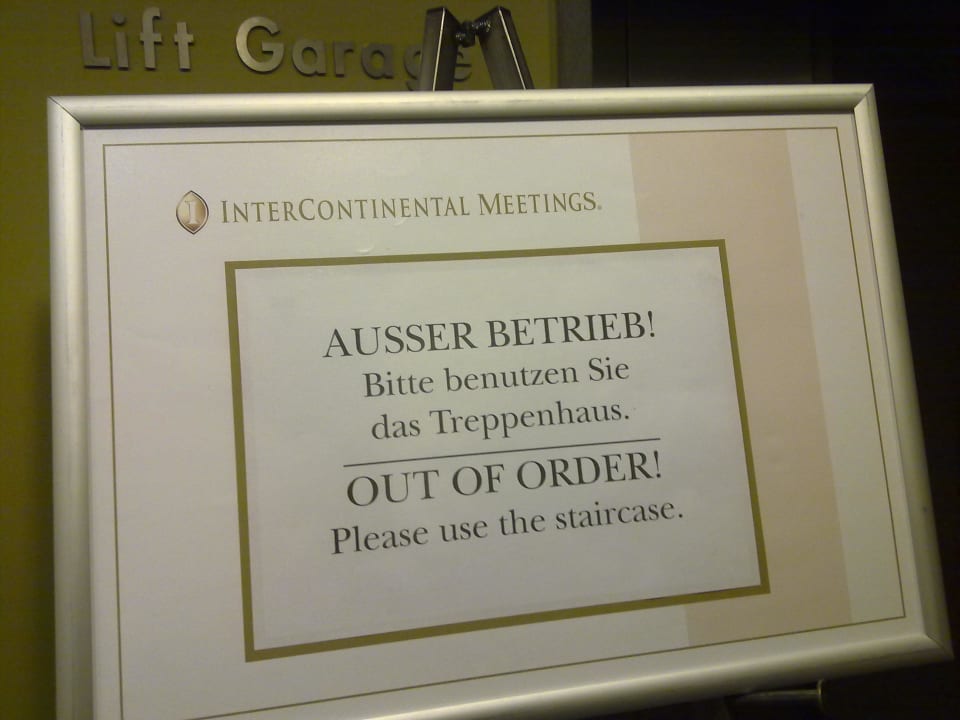 Lift Garage
INTERCONTINENTAL MEETINGS.
AUSSER BETRIEB!
Bitte benutzen Sie
das Treppenhaus.
OUT OF ORDER!
Please use the staircase.